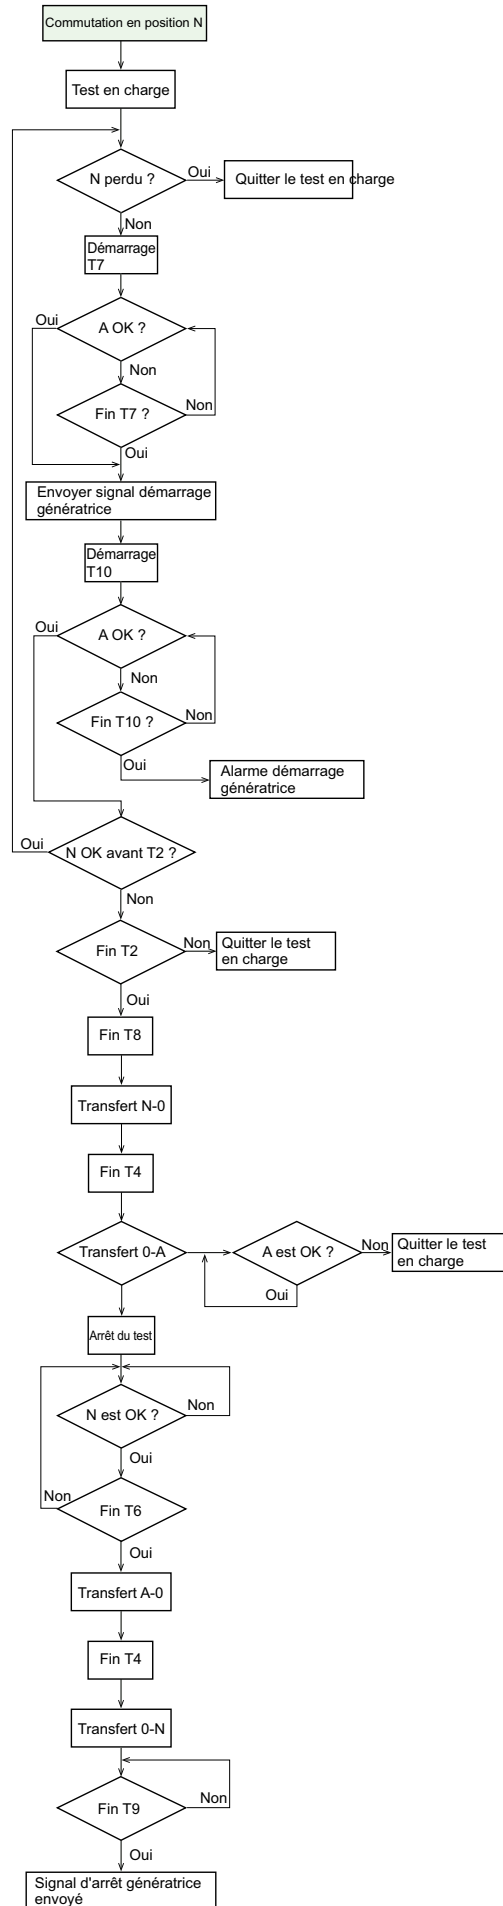 Commutation en position N
Test en charge
N perdu ?
Oui
Quitter le test en charge
Non
Démarrage
T7
Oui
A OK ?
Non
Fin T7 ?
Non
Oui
Envoyer signal démarrage
génératrice
Démarrage
T10
Oui
A OK ?
Non
Fin T10 ?
Non
Oui
Alarme démarrage
génératrice
Oui
N OK avant T2 ?
Non
Fin T2
Non
Quitter le test
en charge
Oui
Fin T8
Transfert N-0
Fin T4
Transfert 0-A
A est OK ?
Non
Quitter le test
en charge
Oui
Arrêt du test
N est OK ?
Non
Oui
Non
Fin T6
Oui
Transfert A-0
Fin T4
Transfert 0-N
Fin T9
Non
Oui
Signal d'arrêt génératrice
envoyé